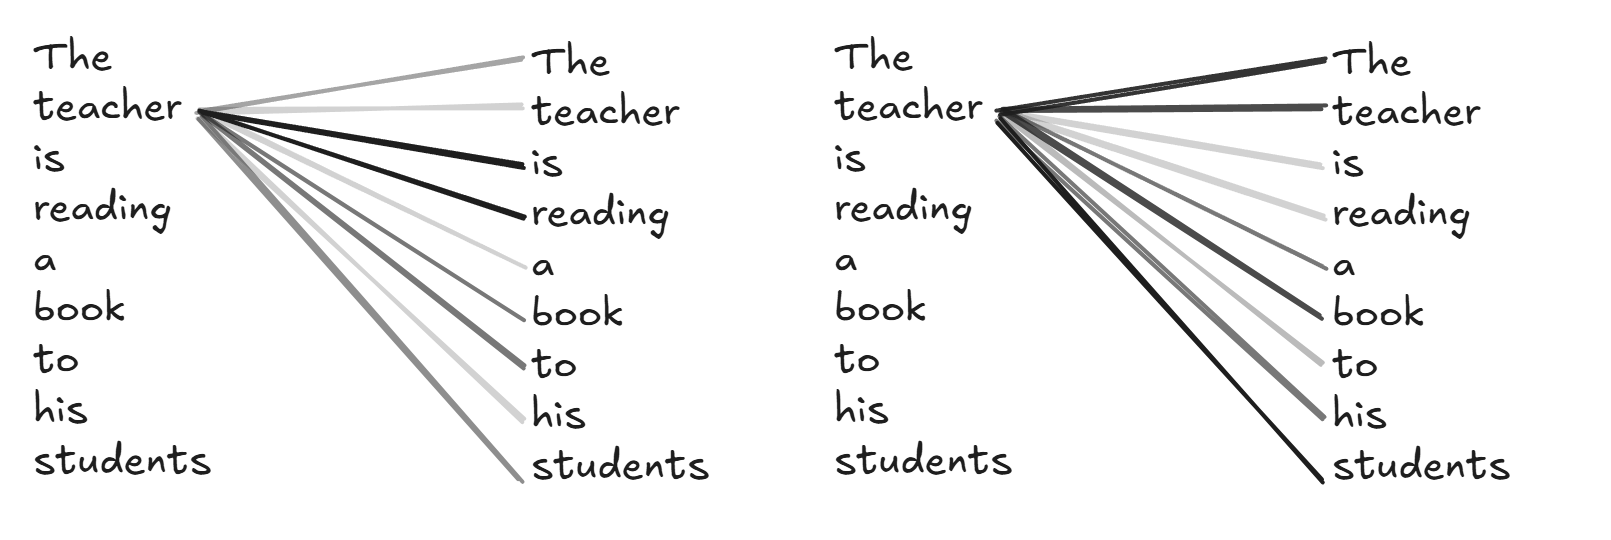 The
teacher
is
reading
a
book
to
his
students
The
teacher
is
reading
a
book
to
his
students
The
teacher
is
reading
a
book
to
his
students
The
teacher
is
reading
a
book
to
his
students